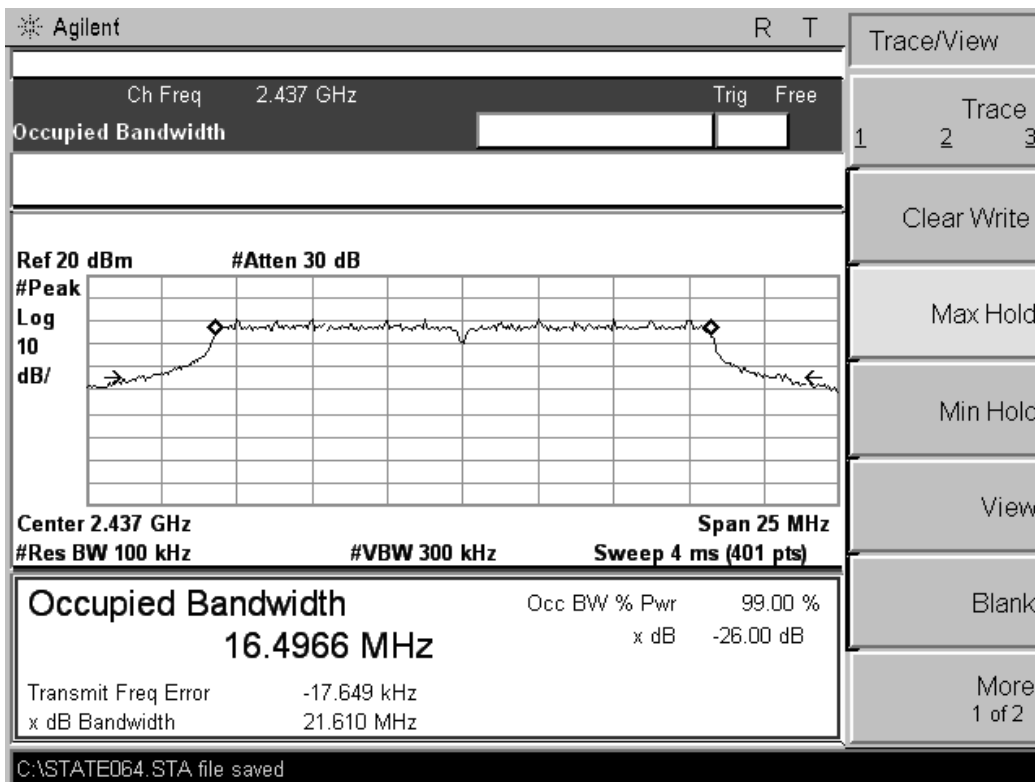 Agilent R T
Trace/View
Ch Freq 2.437 GHz Trig Free
Occupied Bandwidth
Trace
1 2 3
Clear Write
Max Hold
Min Hold
View
Blank
More
1 of 2
Ref 20 dBm #Atten 30 dB
#Peak
Log
10
dB/
Center 2.437 GHz Span 25 MHz
#Res BW 100 kHz #VBW 300 kHz Sweep 4 ms (401 pts)
Occupied Bandwidth
16.4966 MHz
Occ BW % Pwr 99.00 %
x dB -26.00 dB
Transmit Freq Error -17.649 kHz
x dB Bandwidth 21.610 MHz
C:\STATE064.STA file saved